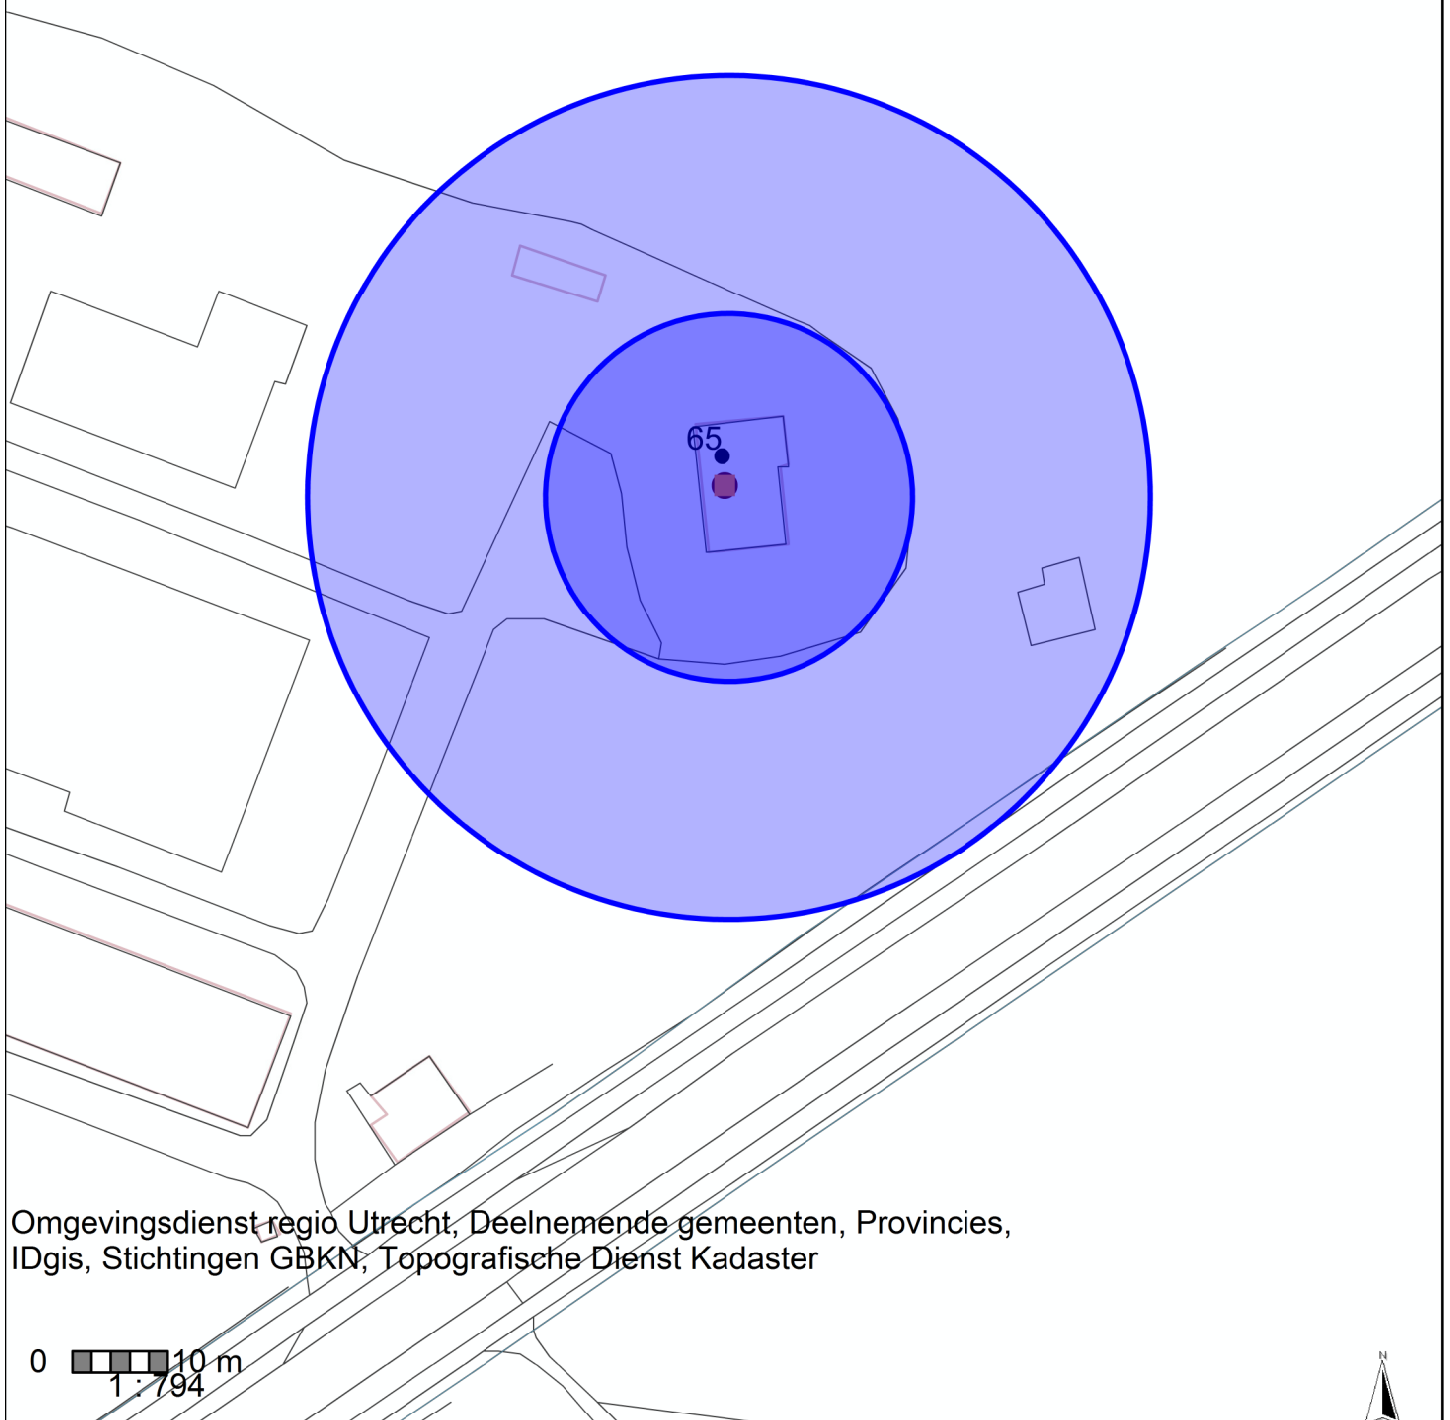 65
Omgevingsdienst regio Utrecht, Deelnemende gemeenten, Provincies,
IDgis, Stichtingen GBKN, Topografische Dienst Kadaster
0 10 m
1 : 794
N